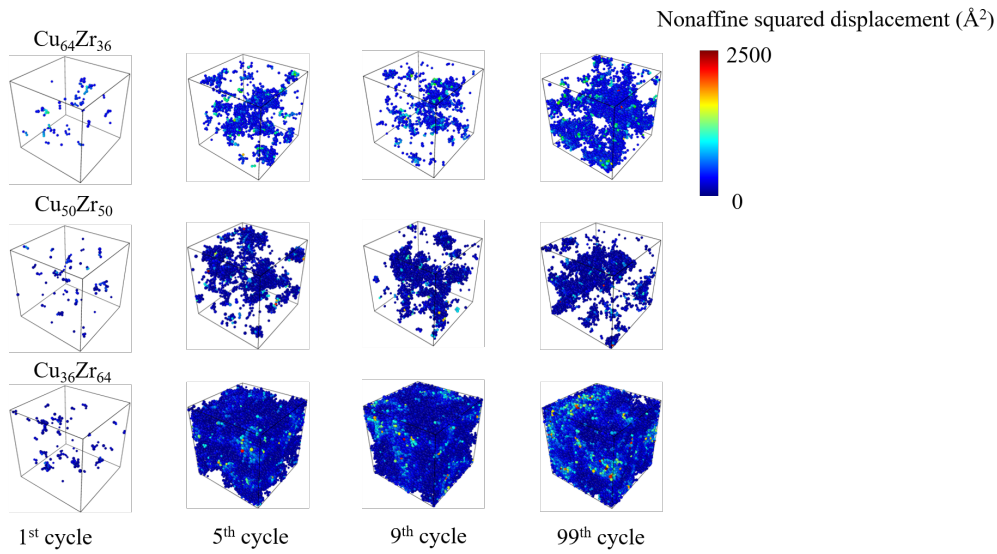 Nonaffine squared displacement (Å²)
Cu₆₄Zr₃₆
2500
0
Cu₅₀Zr₅₀
Cu₃₆Zr₆₄
1ˢᵗ cycle
5ᵗʰ cycle
9ᵗʰ cycle
99ᵗʰ cycle